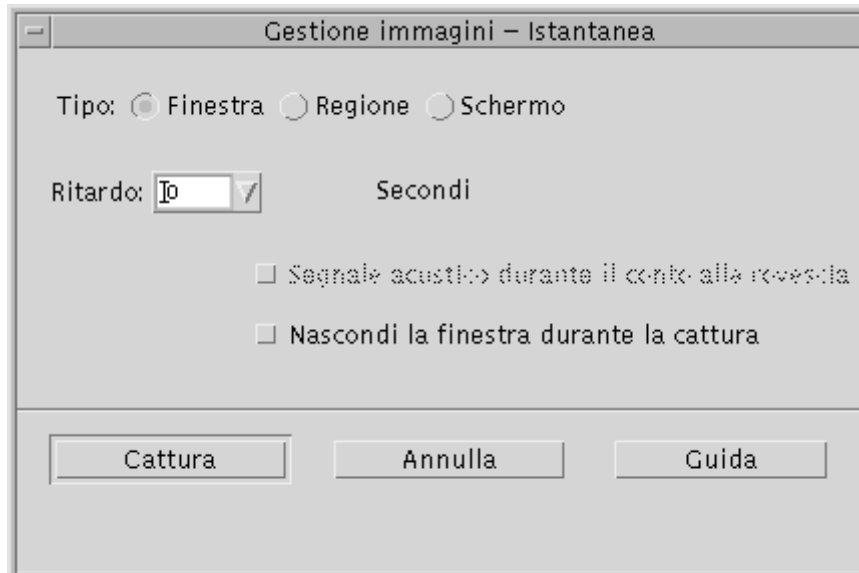 Gestione immagini – Istantanea
Tipo: Finestra Regione Schermo
Ritardo: 0 Secondi
Segnale acustico durante il conto alla rovescia
Nascondi la finestra durante la cattura
Cattura Annulla Guida